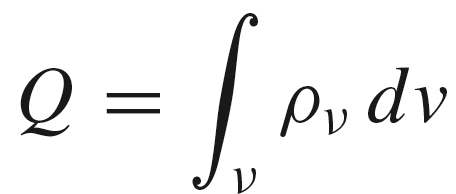 Q = ∫_v ρ_v dv